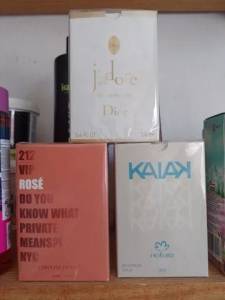 j'adore
Dior
212
VIP
ROSÉ
DO YOU
KNOW WHAT
PRIVATE
MEANS?!
NYC
KAIAK
natura